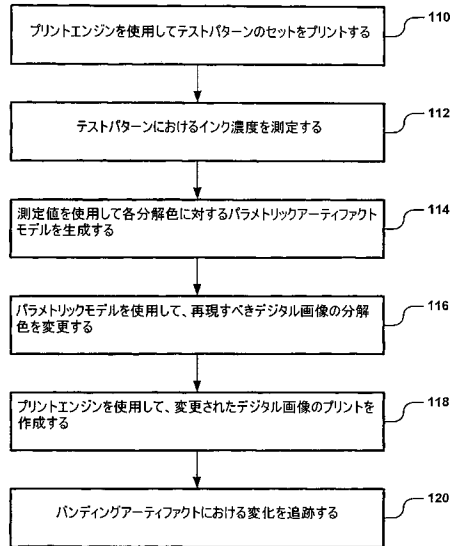 プリントエンジンを使用してテストパターンのセットをプリントする
110
テストパターンにおけるインク濃度を測定する
112
測定値を使用して各分解色に対するパラメトリックアーティファクト
モデルを生成する
114
パラメトリックモデルを使用して、再現すべきデジタル画像の分解
色を変更する
116
プリントエンジンを使用して、変更されたデジタル画像のプリントを
作成する
118
バンディングアーティファクトにおける変化を追跡する
120